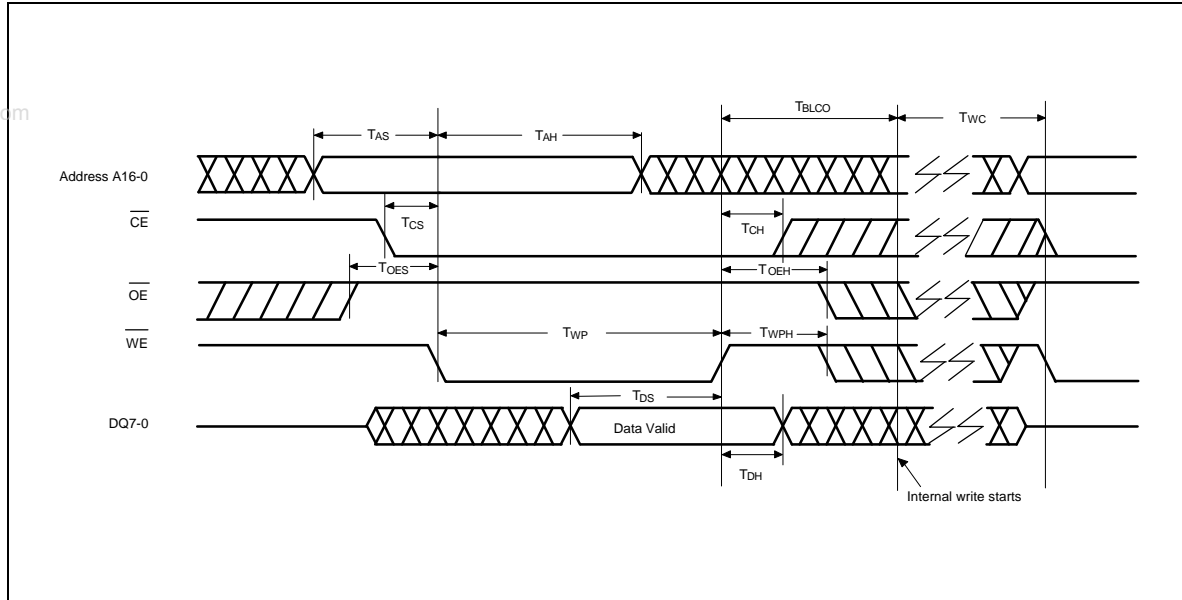 com
TBLCO
TWC
TAS
TAH
Address A16-0
CE
TCS
TCH
TOES
TOEH
OE
WE
TWP
TWPH
TDS
DQ7-0
Data Valid
TDH
Internal write starts